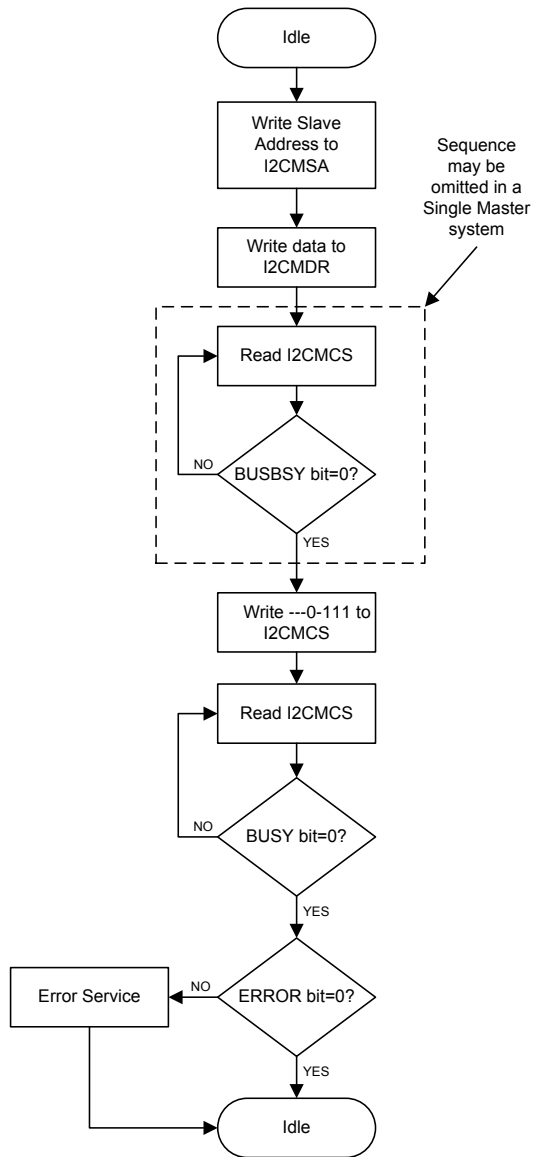 Idle
Write Slave
Address to
I2CMSA
Sequence
may be
omitted in a
Single Master
system
Write data to
I2CMDR
Read I2CMCS
NO
BUSBSY bit=0?
YES
Write ---0-111 to
I2CMCS
Read I2CMCS
NO
BUSY bit=0?
YES
Error Service
NO
ERROR bit=0?
YES
Idle